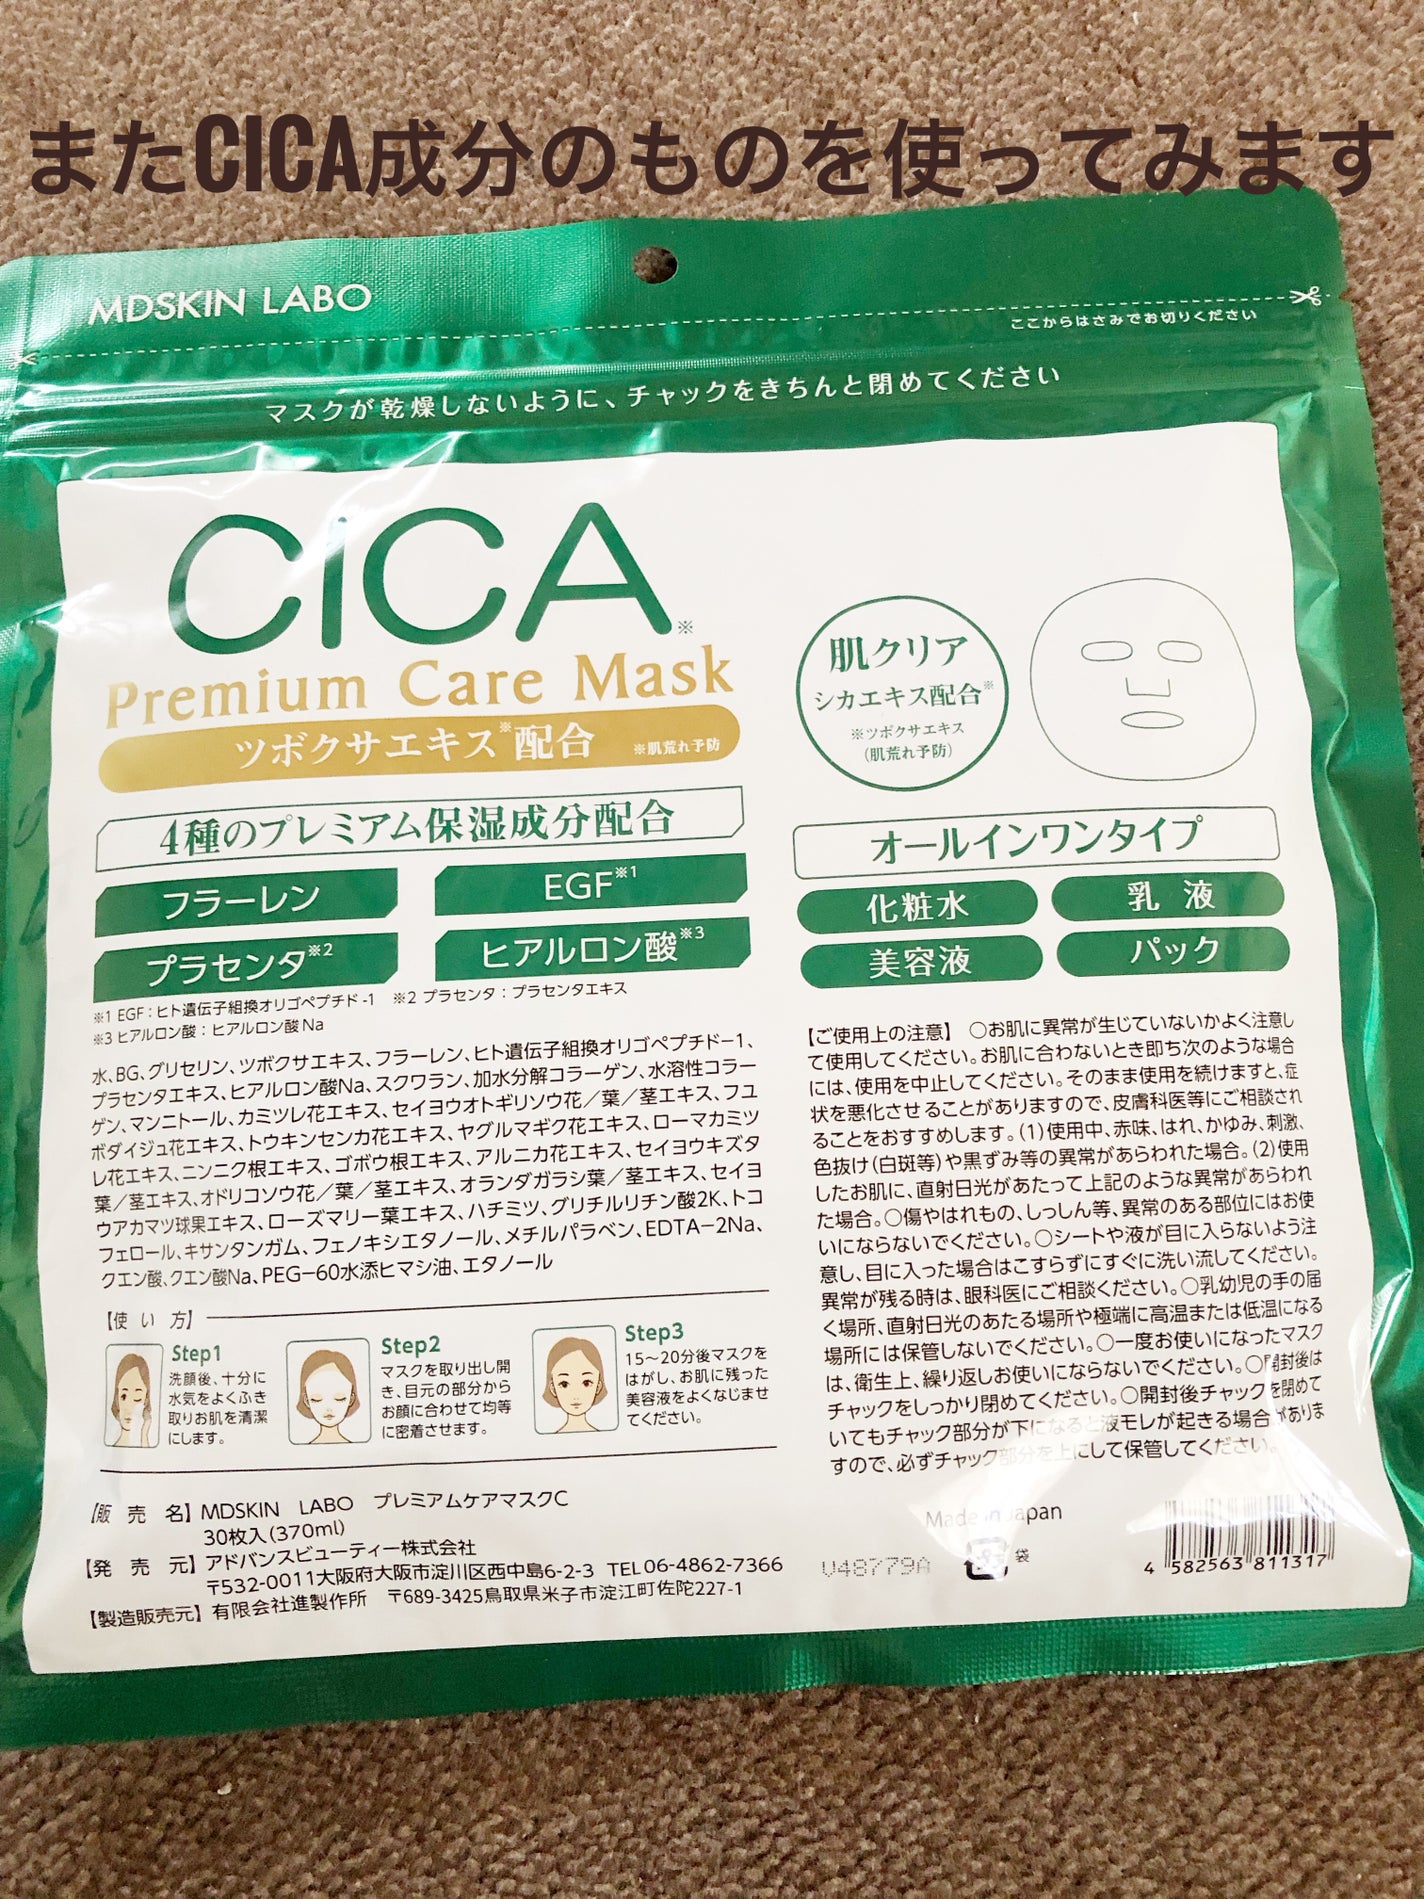 またCICA成分のものを使ってみます
MDSKIN LABO
ここからはさみでお切りください
マスクが乾燥しないように、チャックをきちんと閉めてください
CICA※
Premium Care Mask
ツボクサエキス※配合 ※肌荒れ予防
4種のプレミアム保湿成分配合
フラーレン
EGF※1
プラセンタ※2
ヒアルロン酸※3
※1 EGF：ヒト遺伝子組換オリゴペプチド-1 ※2 プラセンタ：プラセンタエキス
※3 ヒアルロン酸：ヒアルロン酸Na
水、BG、グリセリン、ツボクサエキス、フラーレン、ヒト遺伝子組換オリゴペプチド−1、
プラセンタエキス、ヒアルロン酸Na、スクワラン、加水分解コラーゲン、水溶性コラー
ゲン、マンニトール、カミツレ花エキス、セイヨウオトギリソウ花／葉／茎エキス、フユ
ボダイジュ花エキス、トウキンセンカ花エキス、ヤグルマギク花エキス、ローマカミツ
レ花エキス、ニンニク根エキス、ゴボウ根エキス、アルニカ花エキス、セイヨウキズタ
葉／茎エキス、オドリコソウ花／葉／茎エキス、オランダガラシ葉／茎エキス、セイヨ
ウアカマツ球果エキス、ローズマリー葉エキス、ハチミツ、グリチルリチン酸2K、トコ
フェロール、キサンタンガム、フェノキシエタノール、メチルパラベン、EDTA−2Na、
クエン酸、クエン酸Na、PEG−60水添ヒマシ油、エタノール
【使い方】
Step1
洗顔後、十分に
水気をよくふき
取りお肌を清潔
にします。
Step2
マスクを取り出し開
き、目元の部分から
お顔に合わせて均等
に密着させます。
Step3
15〜20分後マスクを
はがし、お肌に残った
美容液をよくなじませ
てください。
【販売名】MDSKIN LABO プレミアムケアマスクC
30枚入(370ml)
【発売元】アドバンスビューティー株式会社
〒532-0011大阪府大阪市淀川区西中島6-2-3 TEL06-4862-7366
【製造販売元】有限会社進製作所 〒689-3425鳥取県米子市淀江町佐陀227-1
肌クリア
シカエキス配合※
※ツボクサエキス
(肌荒れ予防)
オールインワンタイプ
化粧水
乳液
美容液
パック
【ご使用上の注意】 ○お肌に異常が生じていないかよく注意し
て使用してください。お肌に合わないとき即ち次のような場合
には、使用を中止してください。そのまま使用を続けますと、症
状を悪化させることがありますので、皮膚科医等にご相談され
ることをおすすめします。(1)使用中、赤味、はれ、かゆみ、刺激、
色抜け(白斑等)や黒ずみ等の異常があらわれた場合。(2)使用
したお肌に、直射日光があたって上記のような異常があらわれ
た場合。○傷やはれもの、しっしん等、異常のある部位にはお使
いにならないでください。○シートや液が目に入らないよう注
意し、目に入った場合はこすらずにすぐに洗い流してください。
異常が残る時は、眼科医にご相談ください。○乳幼児の手の届
く場所、直射日光のあたる場所や極端に高温または低温になる
場所には保管しないでください。○一度お使いになったマスク
は、衛生上、繰り返しお使いにならないでください。○開封後は
チャックをしっかり閉めてください。○開封後チャックを閉めて
いてもチャック部分が下になると液モレが起きる場合がありま
すので、必ずチャック部分を上にして保管してください。
Made in Japan
V48779A
袋
4 582563 811317